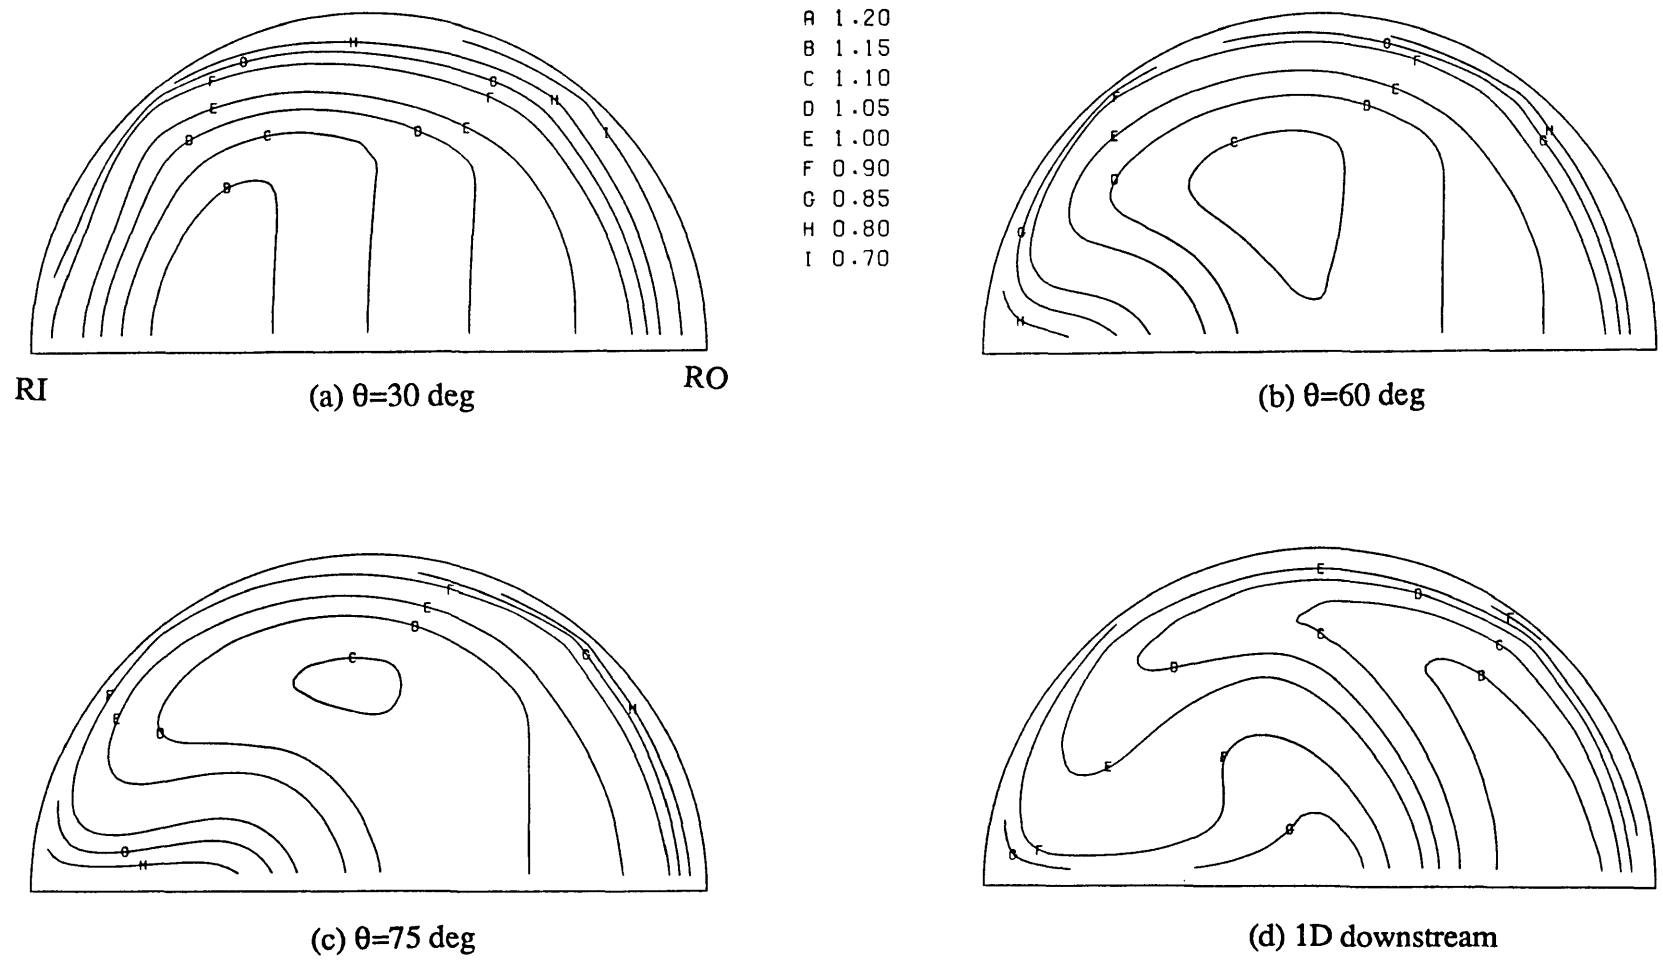 A 1.20
B 1.15
C 1.10
D 1.05
E 1.00
F 0.90
G 0.85
H 0.80
I 0.70
H
G
F
G
F
H
I
E
E
D
C
D
B
RI
RO
(a) θ=30 deg
G
F
F
E
E
D
H
G
C
D
G
H
(b) θ=60 deg
F
E
D
G
C
F
E
D
H
G
H
(c) θ=75 deg
E
D
F
C
G
D
B
E
F
G
F
G
(d) 1D downstream